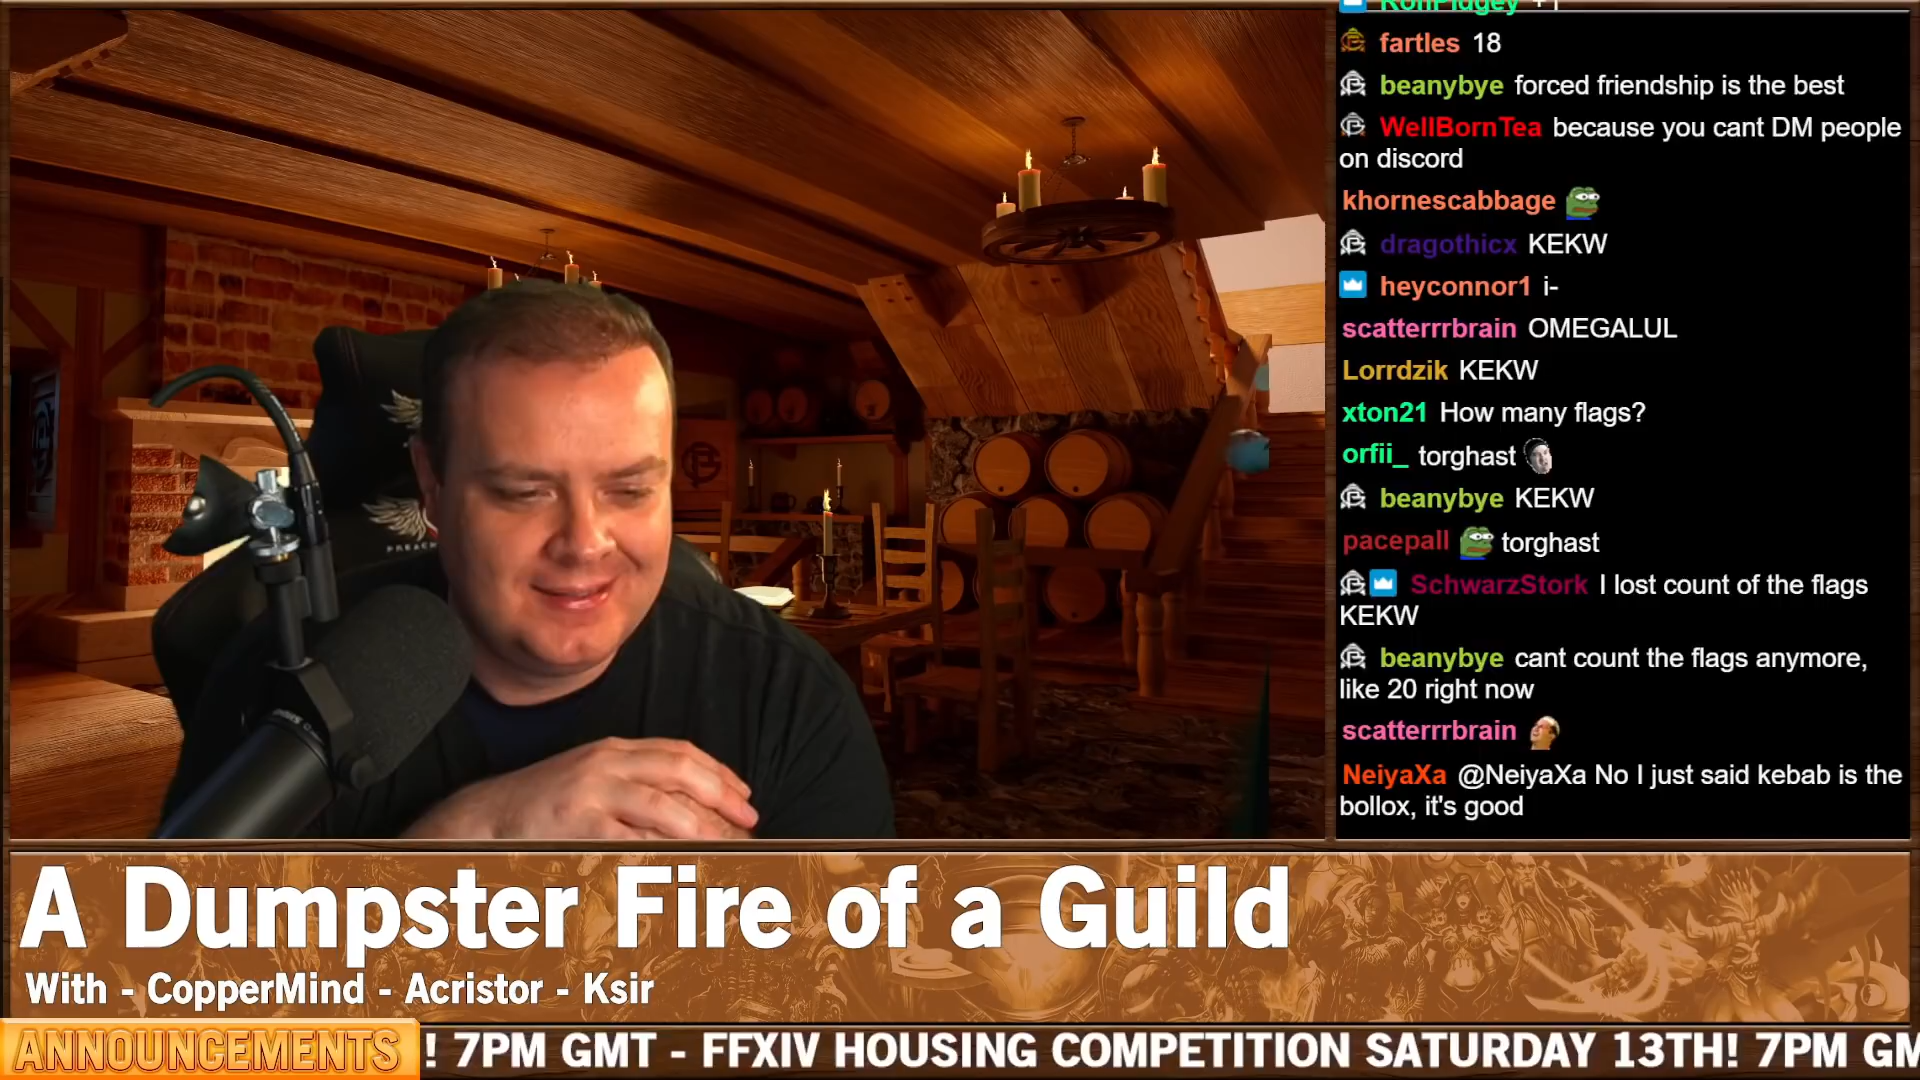 RonPidgey +1
fartles 18
beanybye forced friendship is the best
WellBornTea because you cant DM people
on discord
khornescabbage
dragothicx KEKW
heyconnor1 i-
scatterrrbrain OMEGALUL
Lorrdzik KEKW
xton21 How many flags?
orfii_ torghast
beanybye KEKW
pacepall torghast
SchwarzStork I lost count of the flags
KEKW
beanybye cant count the flags anymore,
like 20 right now
scatterrrbrain
NeiyaXa @NeiyaXa No I just said kebab is the
bollox, it's good
A Dumpster Fire of a Guild
With - CopperMind - Acristor - Ksir
ANNOUNCEMENTS ! 7PM GMT - FFXIV HOUSING COMPETITION SATURDAY 13TH! 7PM GM